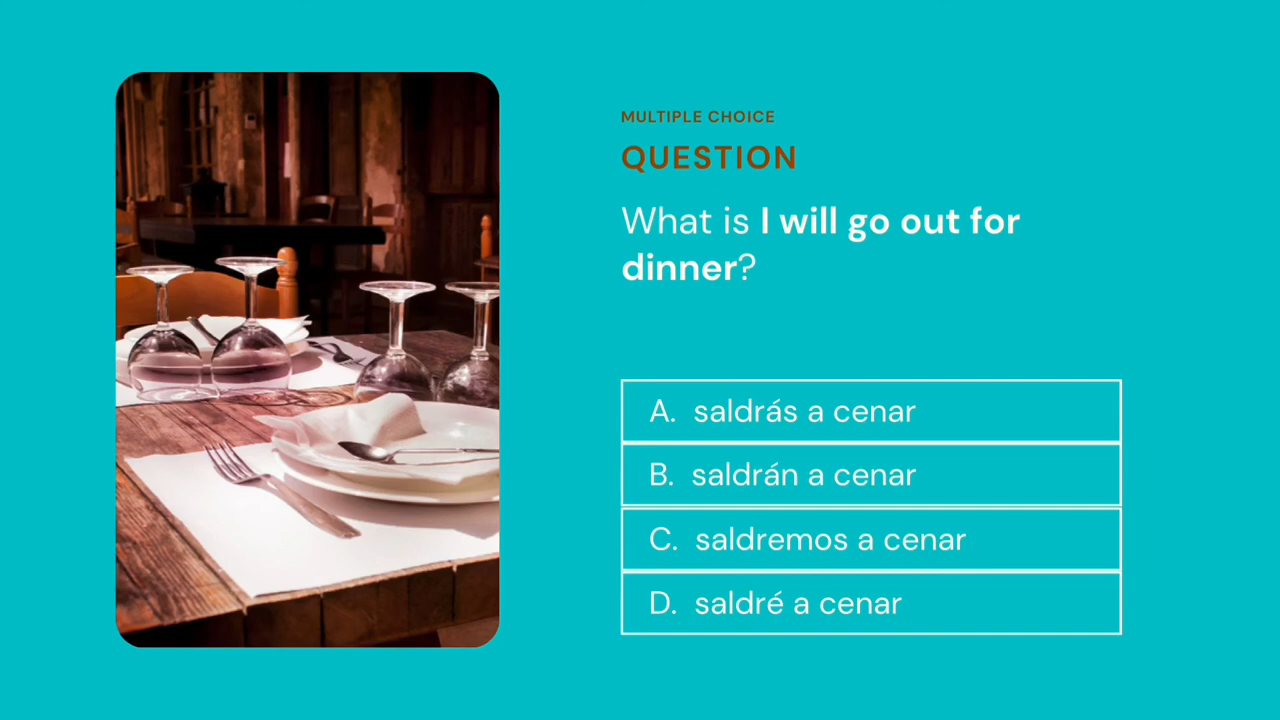 MULTIPLE CHOICE
QUESTION
What is I will go out for
dinner?
A. saldrás a cenar
B. saldrán a cenar
C. saldremos a cenar
D. saldré a cenar